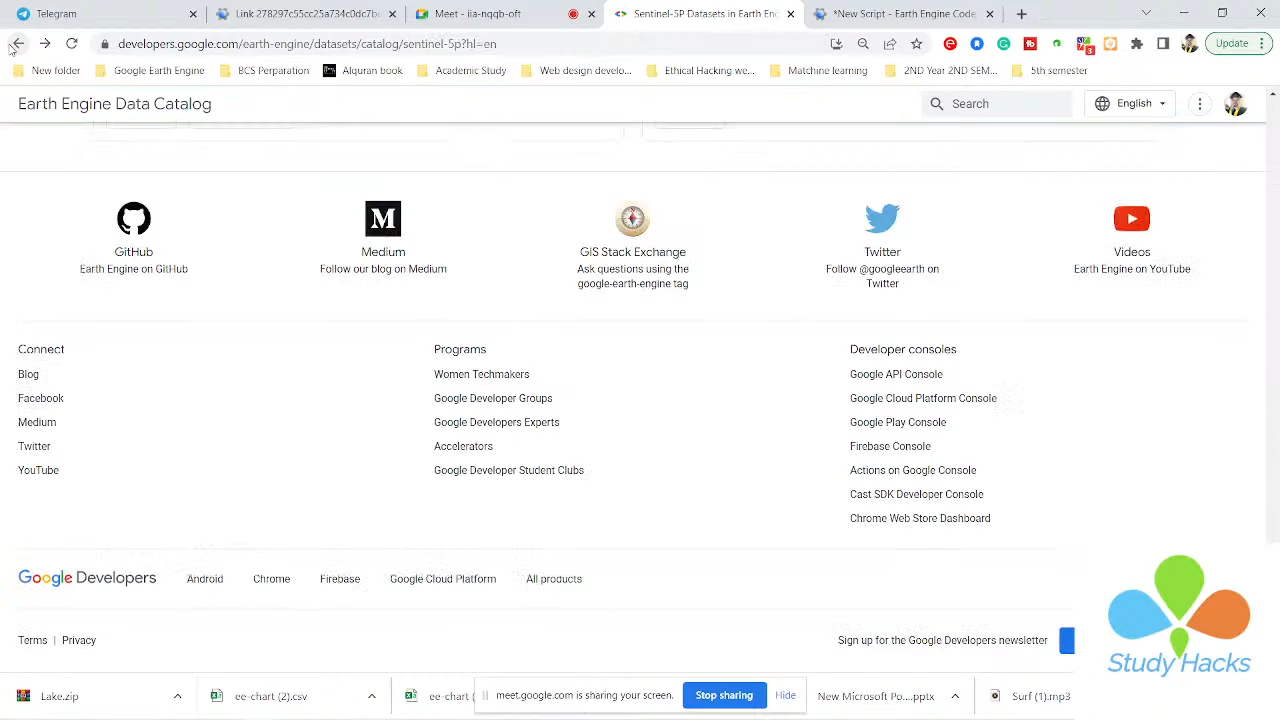 Telegram
Meet
Sentinel-5P Datasets in Earth Eng
Earth Engine Code
developers.google.com/earth-engine/datasets/catalog/sentinel-5p?hl=en
Update
New folder
Google Earth Engine
BCS Perparation
Alquran book
Academic Study
Web design develo...
Ethical Hacking we...
Matchine learning
2ND Year 2ND SEM...
5th semester
Earth Engine Data Catalog
Search
English
GitHub
Earth Engine on GitHub
Medium
Follow our blog on Medium
GIS Stack Exchange
Ask questions using the
google-earth-engine tag
Twitter
Follow @googleearth on
Twitter
Videos
Earth Engine on YouTube
Connect
Blog
Facebook
Medium
Twitter
YouTube
Programs
Women Techmakers
Google Developer Groups
Google Developers Experts
Accelerators
Google Developer Student Clubs
Developer consoles
Google API Console
Google Cloud Platform Console
Google Play Console
Firebase Console
Actions on Google Console
Cast SDK Developer Console
Chrome Web Store Dashboard
Google Developers
Android
Chrome
Firebase
Google Cloud Platform
All products
Terms | Privacy
Sign up for the Google Developers newsletter
Study Hacks
Lake.zip
ee-chart (2).csv
ee-chart
meet.google.com is sharing your screen.
Stop sharing
Hide
New Microsoft Po....pptx
Surf (1).mp3